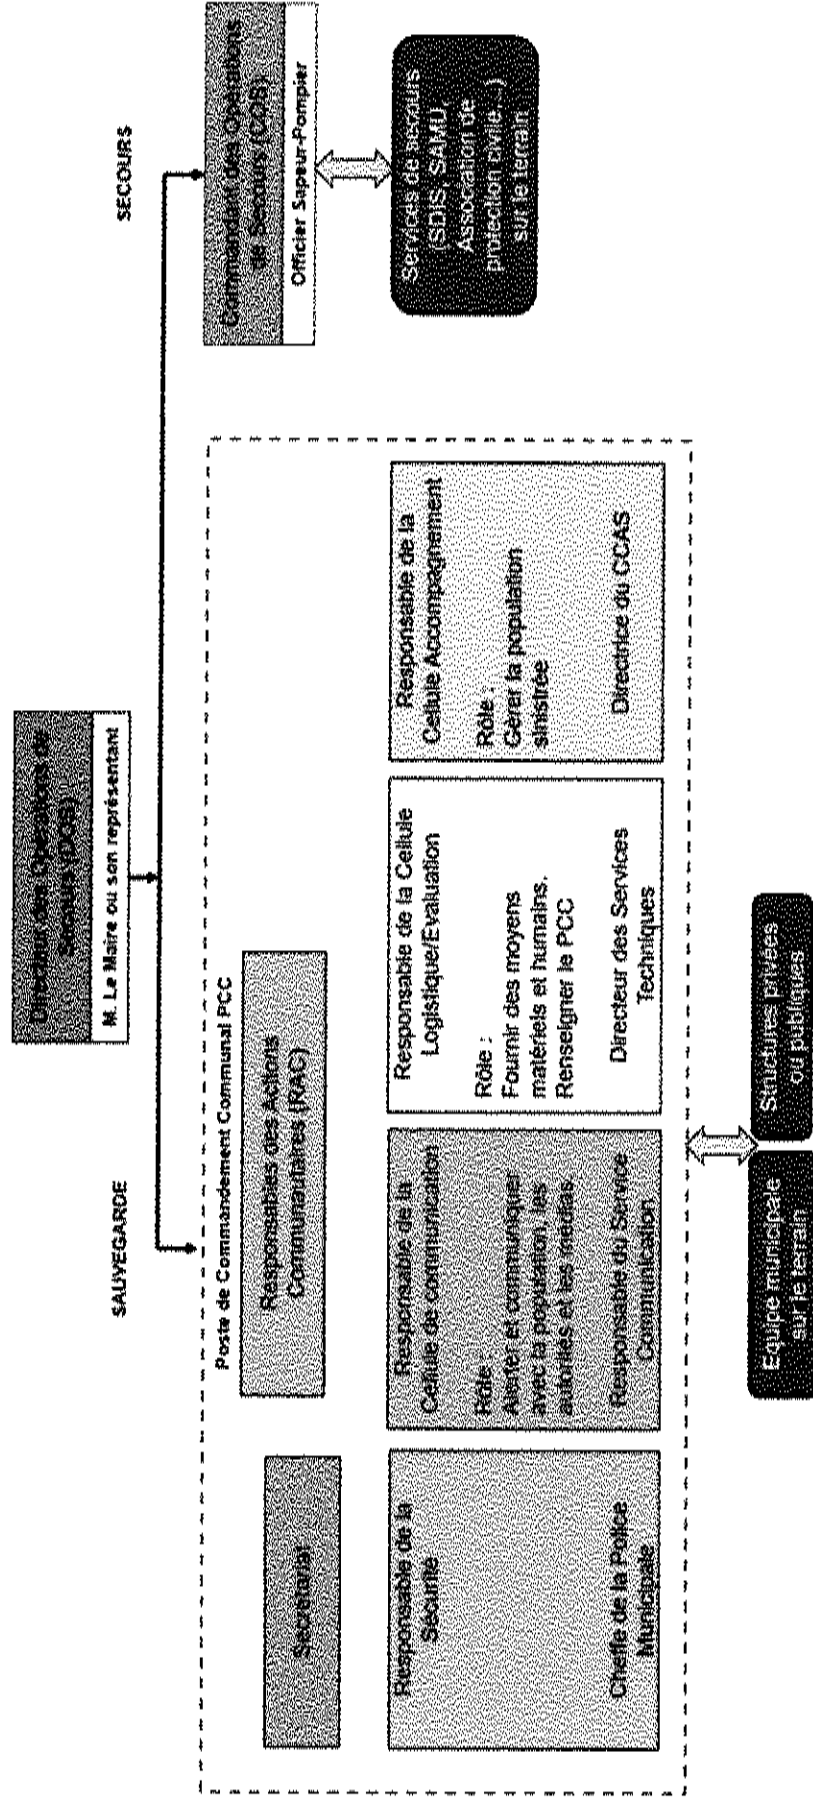 Directeur des Opérations de
Secours (DOS)
M. Le Maire ou son représentant
SAUVEGARDE
SECOURS
Commandant des Opérations
de Secours (COS)
Officier Sapeur-Pompier
Services de secours
(SDIS, SAMU,
Association de
protection civile...)
sur le terrain
Poste de Commandement Communal PCC
Responsables des Actions
Communautaires (RAC)
Secrétariat
Responsable de la
Sécurité
Cheffe de la Police
Municipale
Responsable de la
Cellule de communication
Rôle :
Alerter et communiquer
avec la population, les
autorités et les médias.
Responsable du Service
Communication
Responsable de la Cellule
Logistique/Evaluation
Rôle :
Fournir des moyens
matériels et humains.
Renseigner le PCC
Directeur des Services
Techniques
Responsable de la
Cellule Accompagnement
Rôle :
Gérer la population
sinistrée
Directrice du CCAS
Equipe municipale
sur le terrain
Structures privées
ou publiques